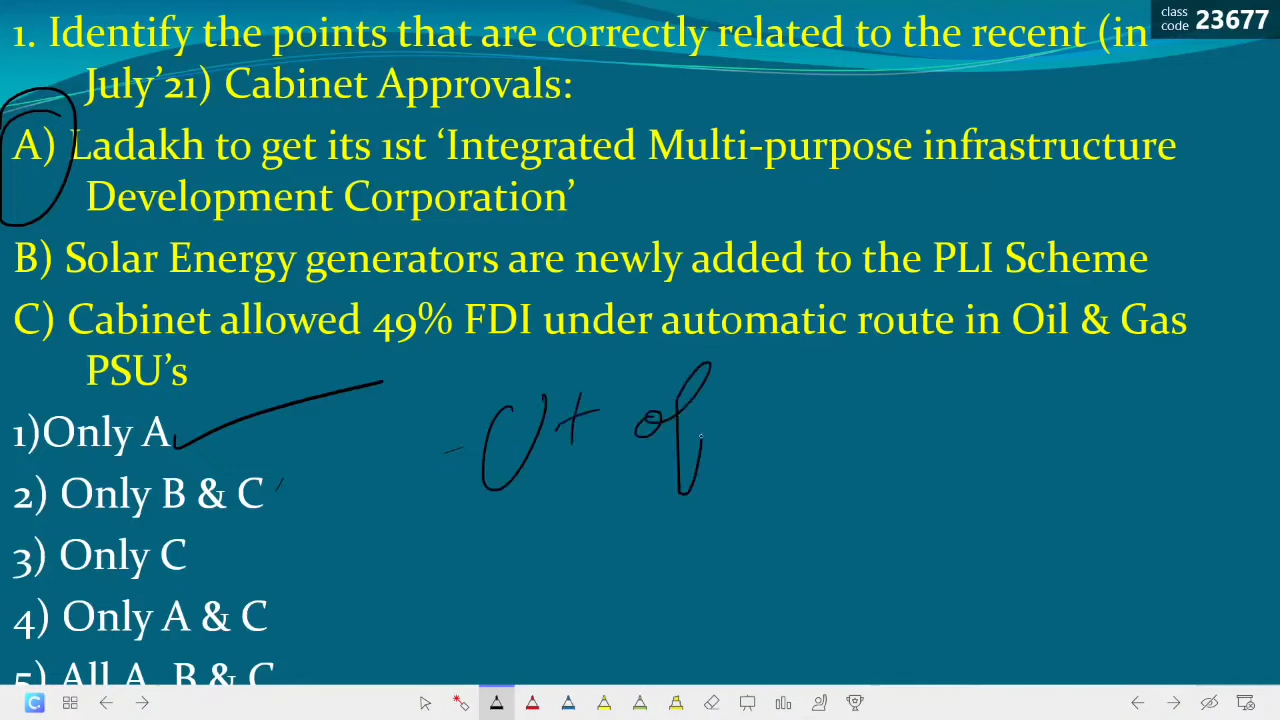 class
code 23677
1. Identify the points that are correctly related to the recent (in
July'21) Cabinet Approvals:
A) Ladakh to get its 1st ‘Integrated Multi-purpose infrastructure
Development Corporation’
B) Solar Energy generators are newly added to the PLI Scheme
C) Cabinet allowed 49% FDI under automatic route in Oil & Gas
PSU's
1)Only A
2) Only B & C
3) Only C
4) Only A & C
5) All A, B & C